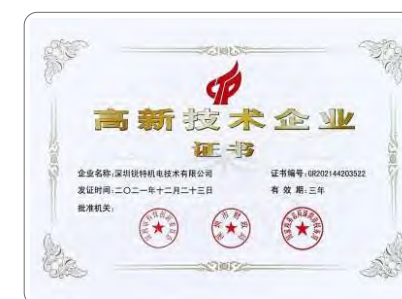 高新技术企业
证书
企业名称:深圳锐特机电技术有限公司 证书编号:GR202144203522
发证时间:二〇二一年十二月二十三日 有 效 期:三年
批准机关: